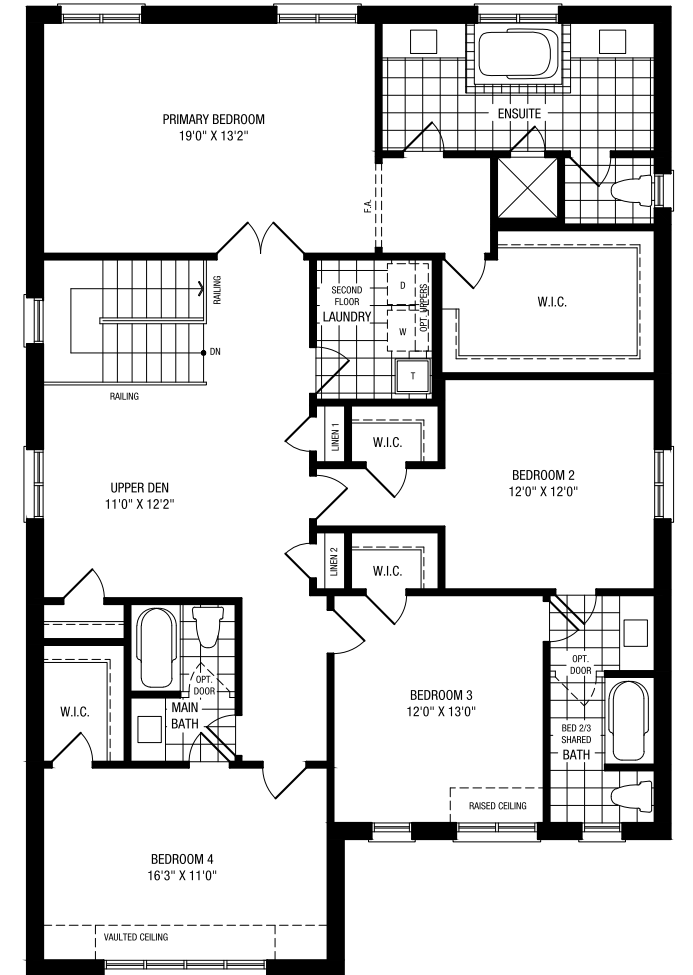 PRIMARY BEDROOM
19'0" X 13'2"
ENSUITE
F.A.
W.I.C.
RAILING
DN
RAILING
SECOND
FLOOR
LAUNDRY
D
W
OPT. UPPERS
T
LINEN 1
W.I.C.
BEDROOM 2
12'0" X 12'0"
UPPER DEN
11'0" X 12'2"
LINEN 2
W.I.C.
OPT.
DOOR
MAIN
BATH
W.I.C.
BEDROOM 3
12'0" X 13'0"
OPT.
DOOR
BED 2/3
SHARED
BATH
RAISED CEILING
BEDROOM 4
16'3" X 11'0"
VAULTED CEILING